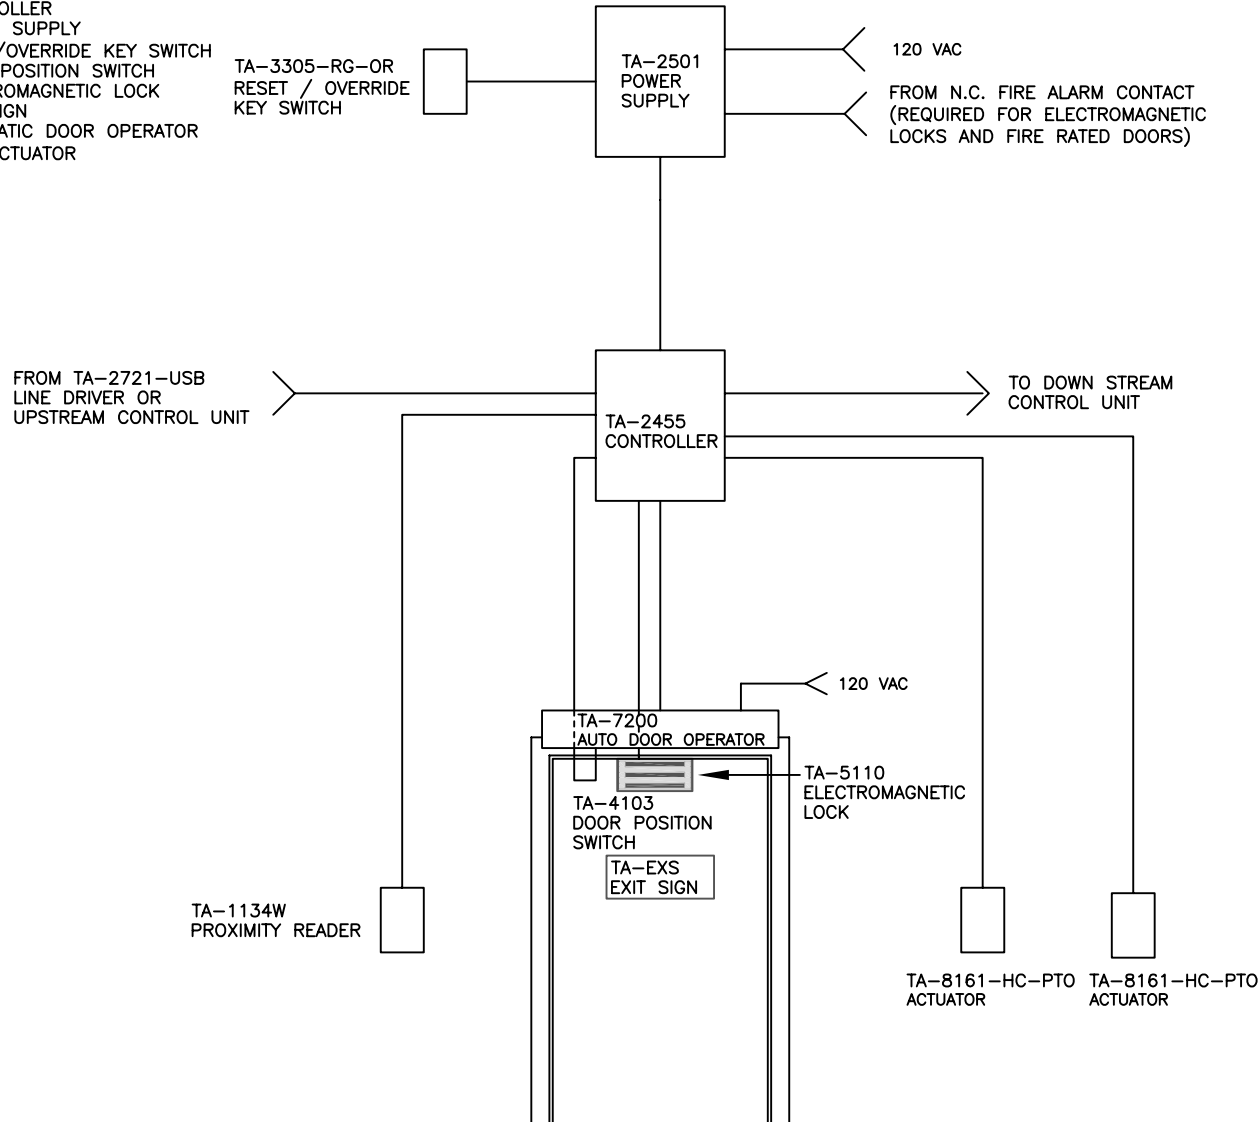 OLLER
SUPPLY
/OVERRIDE KEY SWITCH
POSITION SWITCH
ROMAGNETIC LOCK
IGN
ATIC DOOR OPERATOR
ACTUATOR
TA-3305-RG-OR
RESET / OVERRIDE
KEY SWITCH
TA-2501
POWER
SUPPLY
120 VAC
FROM N.C. FIRE ALARM CONTACT
(REQUIRED FOR ELECTROMAGNETIC
LOCKS AND FIRE RATED DOORS)
FROM TA-2721-USB
LINE DRIVER OR
UPSTREAM CONTROL UNIT
TA-2455
CONTROLLER
TO DOWN STREAM
CONTROL UNIT
120 VAC
TA-7200
AUTO DOOR OPERATOR
TA-5110
ELECTROMAGNETIC
LOCK
TA-4103
DOOR POSITION
SWITCH
TA-EXS
EXIT SIGN
TA-1134W
PROXIMITY READER
TA-8161-HC-PTO
ACTUATOR
TA-8161-HC-PTO
ACTUATOR